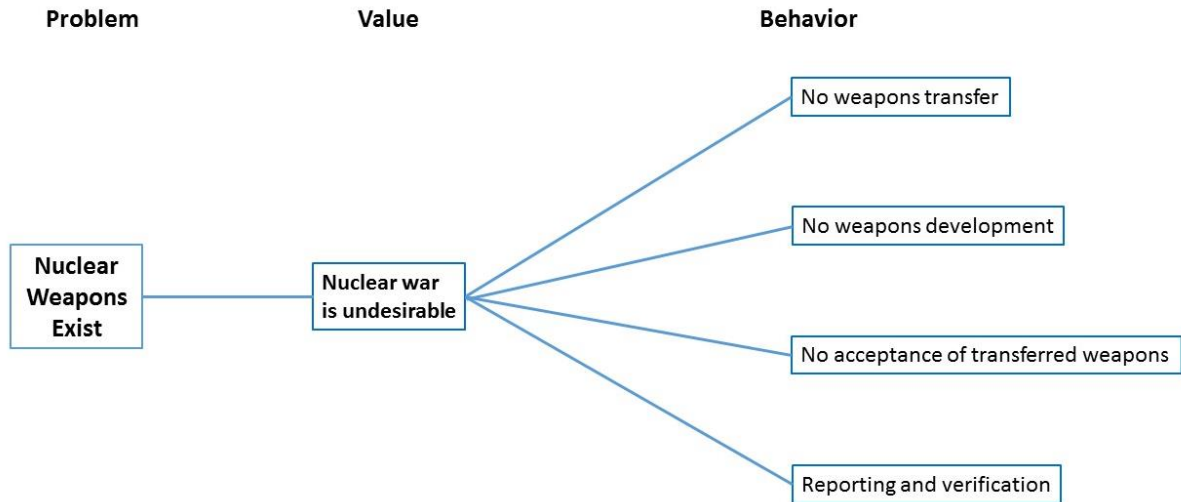 Problem
Value
Behavior
Nuclear
Weapons
Exist
Nuclear war
is undesirable
No weapons transfer
No weapons development
No acceptance of transferred weapons
Reporting and verification